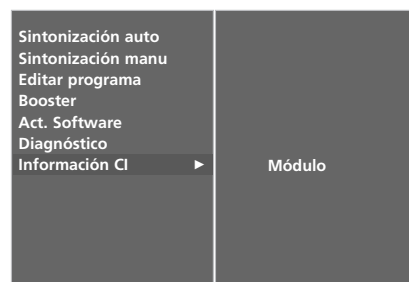 Sintonización auto
Sintonización manu
Editar programa
Booster
Act. Software
Diagnóstico
Información CI ►
Módulo